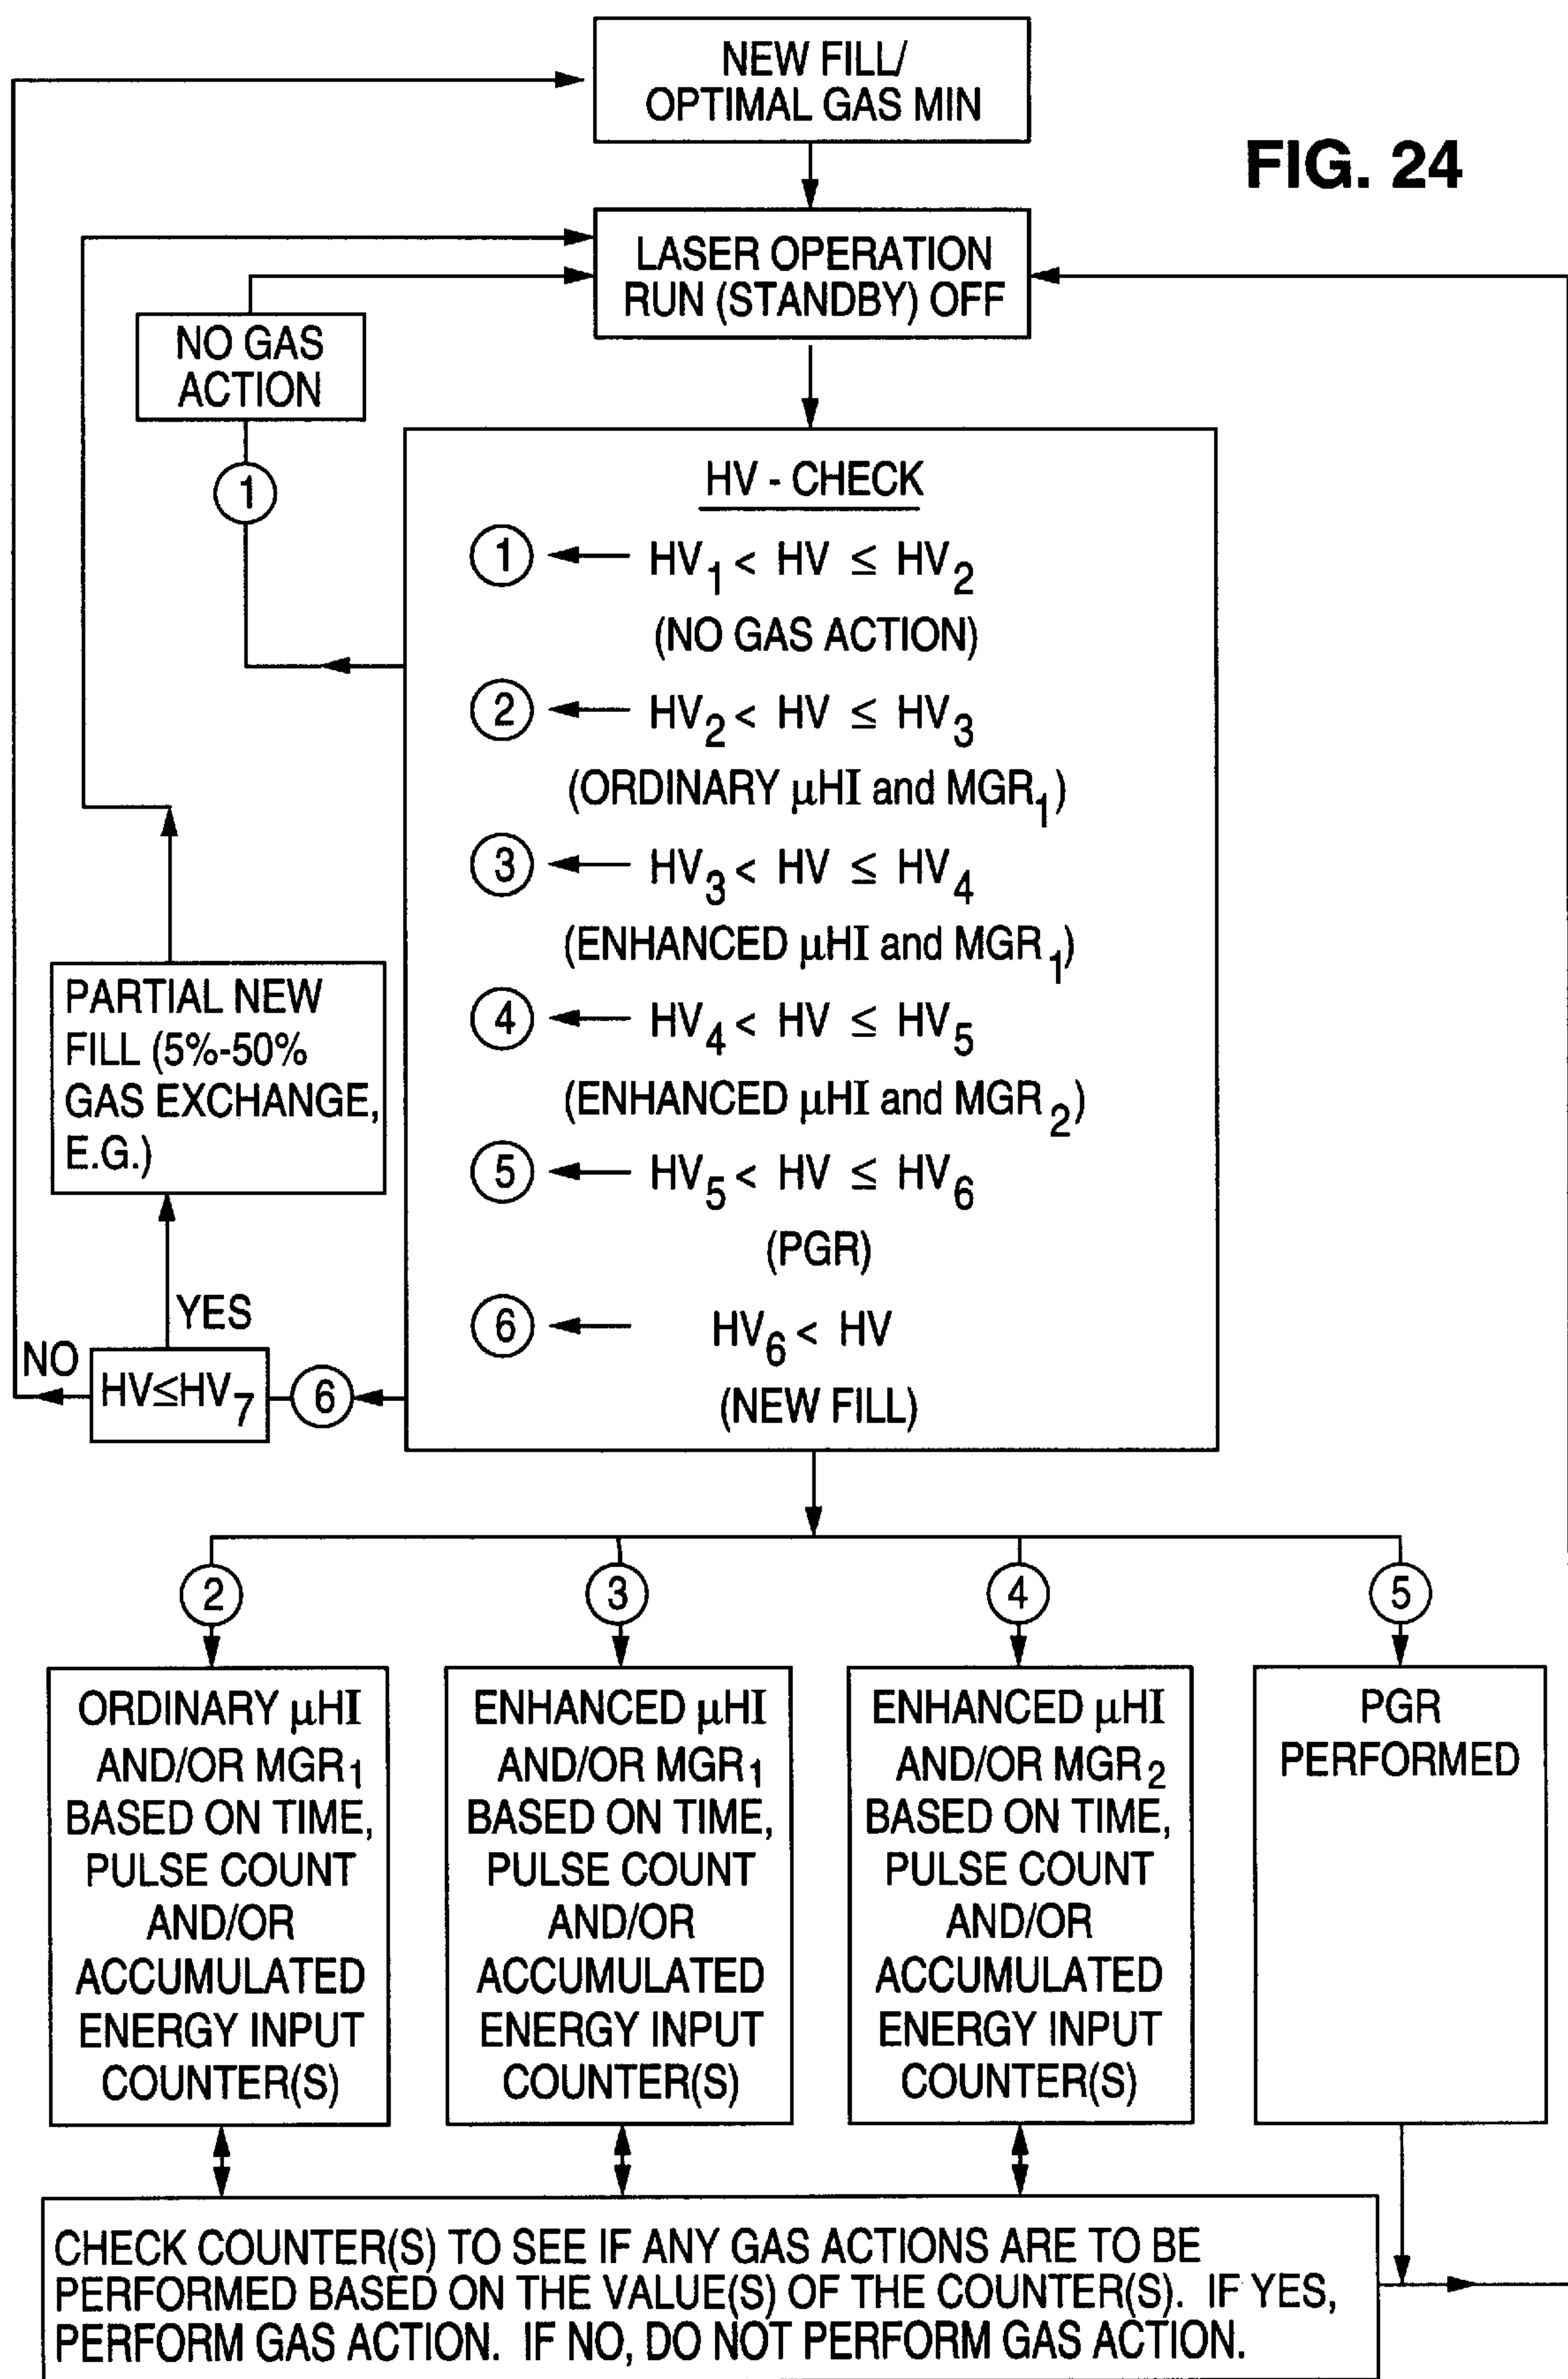 NEW FILL/
OPTIMAL GAS MIN
FIG. 24
LASER OPERATION
RUN (STANDBY) OFF
NO GAS
ACTION
1
HV - CHECK
1 HV1 < HV ≤ HV2
(NO GAS ACTION)
2 HV2 < HV ≤ HV3
(ORDINARY μHI and MGR1)
3 HV3 < HV ≤ HV4
(ENHANCED μHI and MGR1)
4 HV4 < HV ≤ HV5
(ENHANCED μHI and MGR2)
5 HV5 < HV ≤ HV6
(PGR)
6 HV6 < HV
(NEW FILL)
PARTIAL NEW
FILL (5%-50%
GAS EXCHANGE,
E.G.)
YES
NO
HV≤HV7
6
2
3
4
5
ORDINARY μHI
AND/OR MGR1
BASED ON TIME,
PULSE COUNT
AND/OR
ACCUMULATED
ENERGY INPUT
COUNTER(S)
ENHANCED μHI
AND/OR MGR1
BASED ON TIME,
PULSE COUNT
AND/OR
ACCUMULATED
ENERGY INPUT
COUNTER(S)
ENHANCED μHI
AND/OR MGR2
BASED ON TIME,
PULSE COUNT
AND/OR
ACCUMULATED
ENERGY INPUT
COUNTER(S)
PGR
PERFORMED
CHECK COUNTER(S) TO SEE IF ANY GAS ACTIONS ARE TO BE
PERFORMED BASED ON THE VALUE(S) OF THE COUNTER(S). IF YES,
PERFORM GAS ACTION. IF NO, DO NOT PERFORM GAS ACTION.